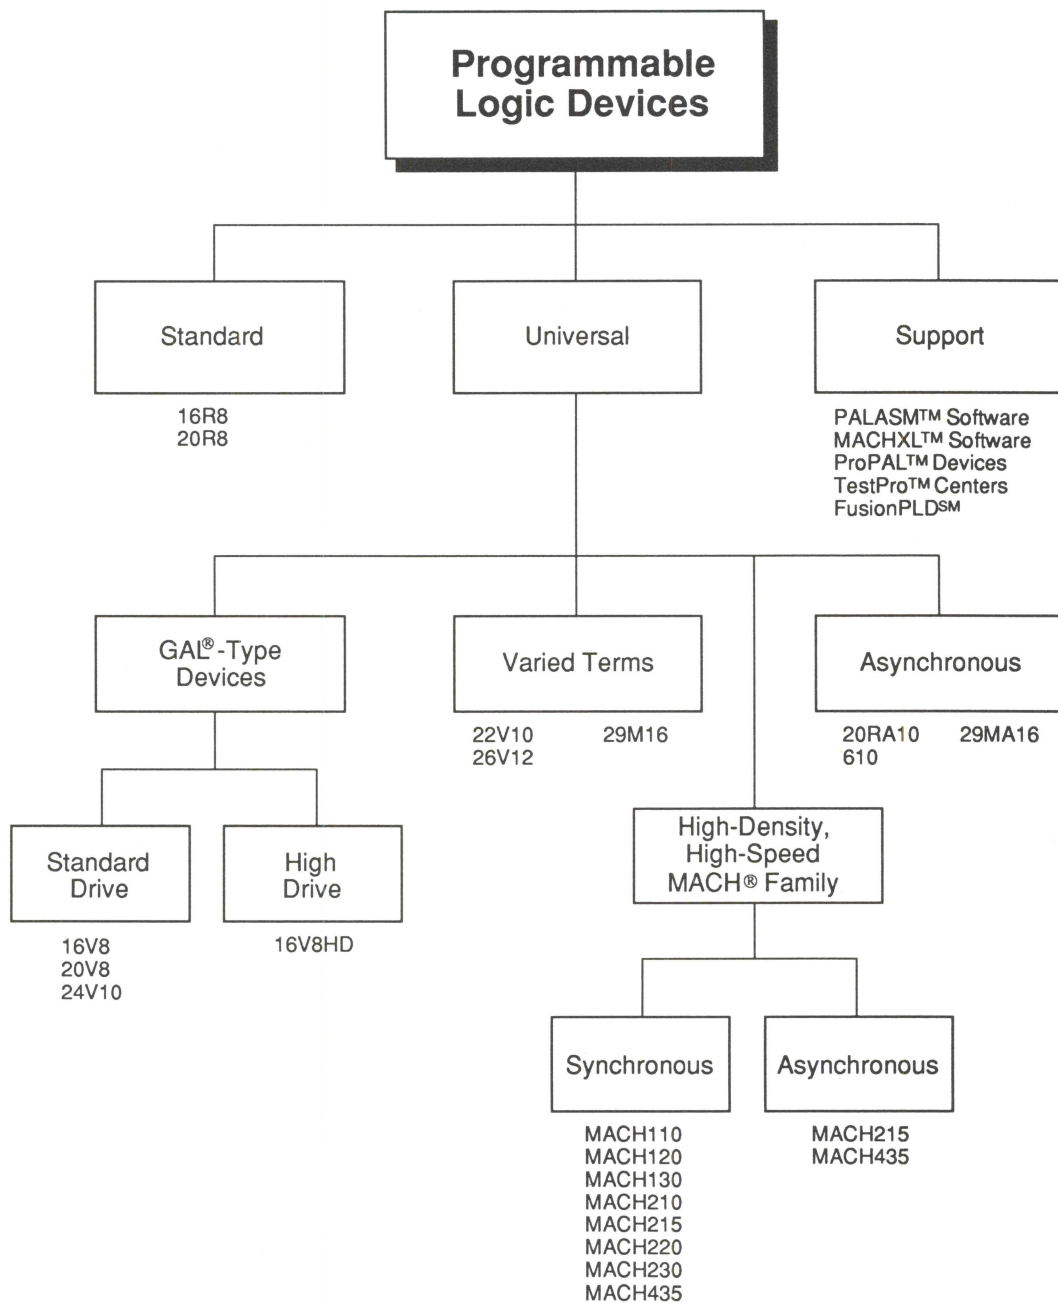 Programmable
Logic Devices
Standard
16R8
20R8
Universal
Support
PALASM™ Software
MACHXL™ Software
ProPAL™ Devices
TestPro™ Centers
FusionPLD℠
GAL®-Type
Devices
Varied Terms
22V10 29M16
26V12
Asynchronous
20RA10 29MA16
610
Standard
Drive
16V8
20V8
24V10
High
Drive
16V8HD
High-Density,
High-Speed
MACH® Family
Synchronous
MACH110
MACH120
MACH130
MACH210
MACH215
MACH220
MACH230
MACH435
Asynchronous
MACH215
MACH435